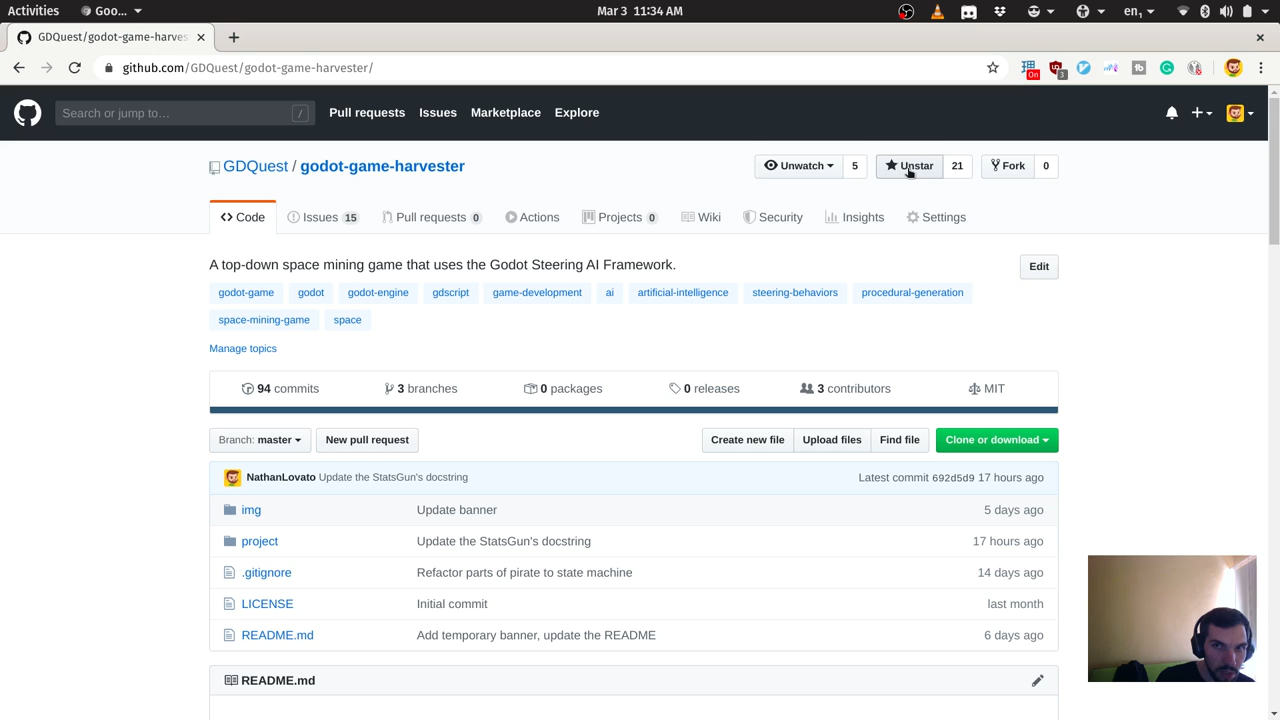 Activities Goo... Mar 3 11:34 AM en₁
GDQuest/godot-game-harves
github.com/GDQuest/godot-game-harvester/ On 3 tb
Search or jump to… / Pull requests Issues Marketplace Explore
GDQuest / godot-game-harvester Unwatch 5 Unstar 21 Fork 0
Code Issues 15 Pull requests 0 Actions Projects 0 Wiki Security Insights Settings
A top-down space mining game that uses the Godot Steering AI Framework. Edit
godot-game godot godot-engine gdscript game-development ai artificial-intelligence steering-behaviors procedural-generation
space-mining-game space
Manage topics
94 commits 3 branches 0 packages 0 releases 3 contributors MIT
Branch: master New pull request Create new file Upload files Find file Clone or download
NathanLovato Update the StatsGun's docstring Latest commit 692d5d9 17 hours ago
img Update banner 5 days ago
project Update the StatsGun's docstring 17 hours ago
.gitignore Refactor parts of pirate to state machine 14 days ago
LICENSE Initial commit last month
README.md Add temporary banner, update the README 6 days ago
README.md